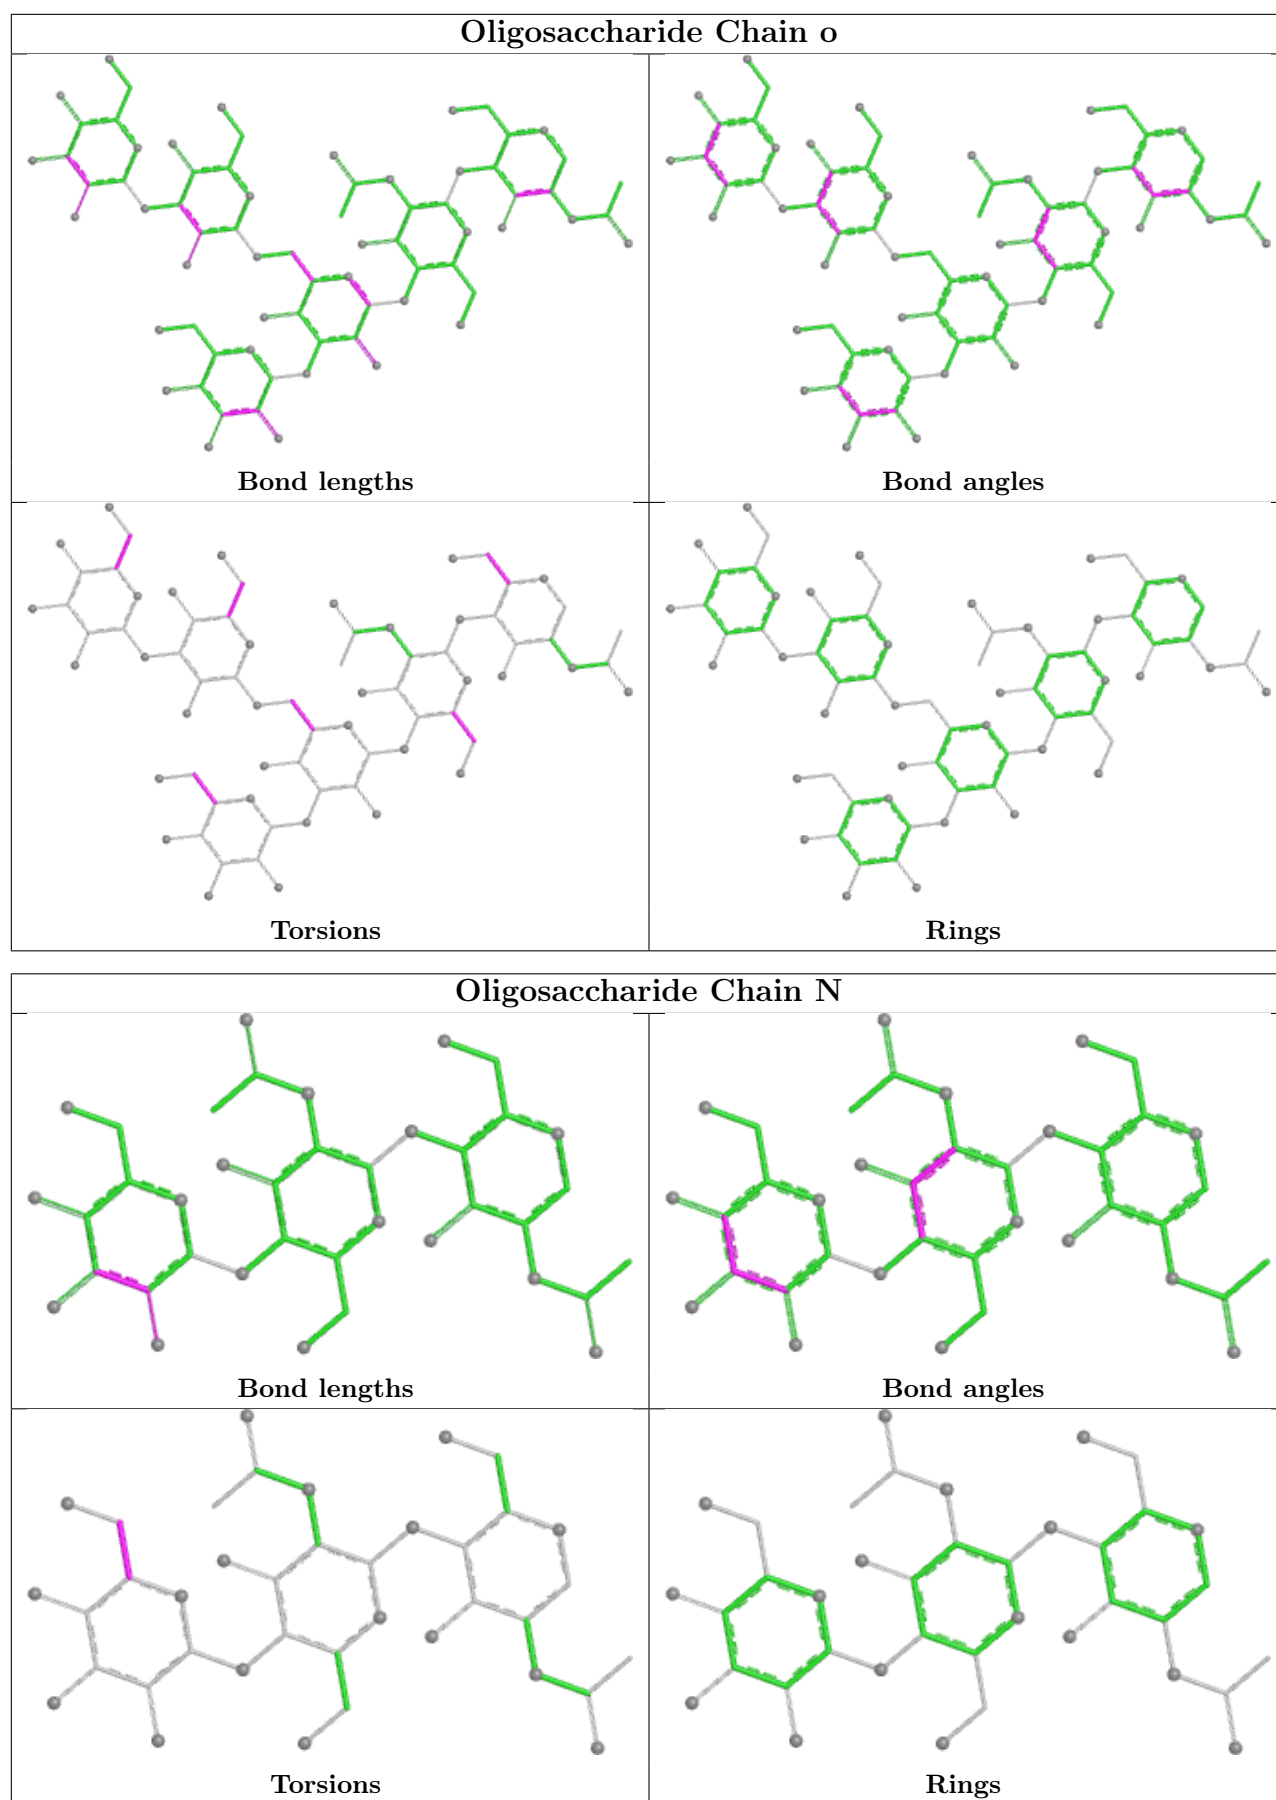 Oligosaccharide Chain o
Bond lengths
Bond angles
Torsions
Rings
Oligosaccharide Chain N
Bond lengths
Bond angles
Torsions
Rings